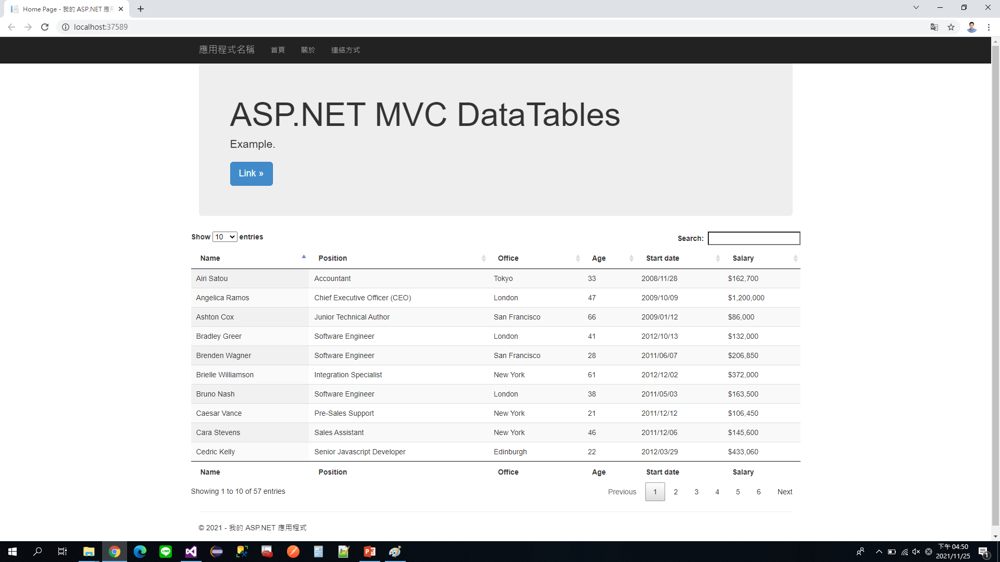 Home Page - 我的 ASP.NET 應用
localhost:37589
應用程式名稱 首頁 關於 連絡方式
ASP.NET MVC DataTables
Example.
Link »
Show 10 entries Search:
Name Position Office Age Start date Salary
Airi Satou Accountant Tokyo 33 2008/11/28 $162,700
Angelica Ramos Chief Executive Officer (CEO) London 47 2009/10/09 $1,200,000
Ashton Cox Junior Technical Author San Francisco 66 2009/01/12 $86,000
Bradley Greer Software Engineer London 41 2012/10/13 $132,000
Brenden Wagner Software Engineer San Francisco 28 2011/06/07 $206,850
Brielle Williamson Integration Specialist New York 61 2012/12/02 $372,000
Bruno Nash Software Engineer London 38 2011/05/03 $163,500
Caesar Vance Pre-Sales Support New York 21 2011/12/12 $106,450
Cara Stevens Sales Assistant New York 46 2011/12/06 $145,600
Cedric Kelly Senior Javascript Developer Edinburgh 22 2012/03/29 $433,060
Name Position Office Age Start date Salary
Showing 1 to 10 of 57 entries Previous 1 2 3 4 5 6 Next
© 2021 - 我的 ASP.NET 應用程式
下午 04:50
2021/11/25
1